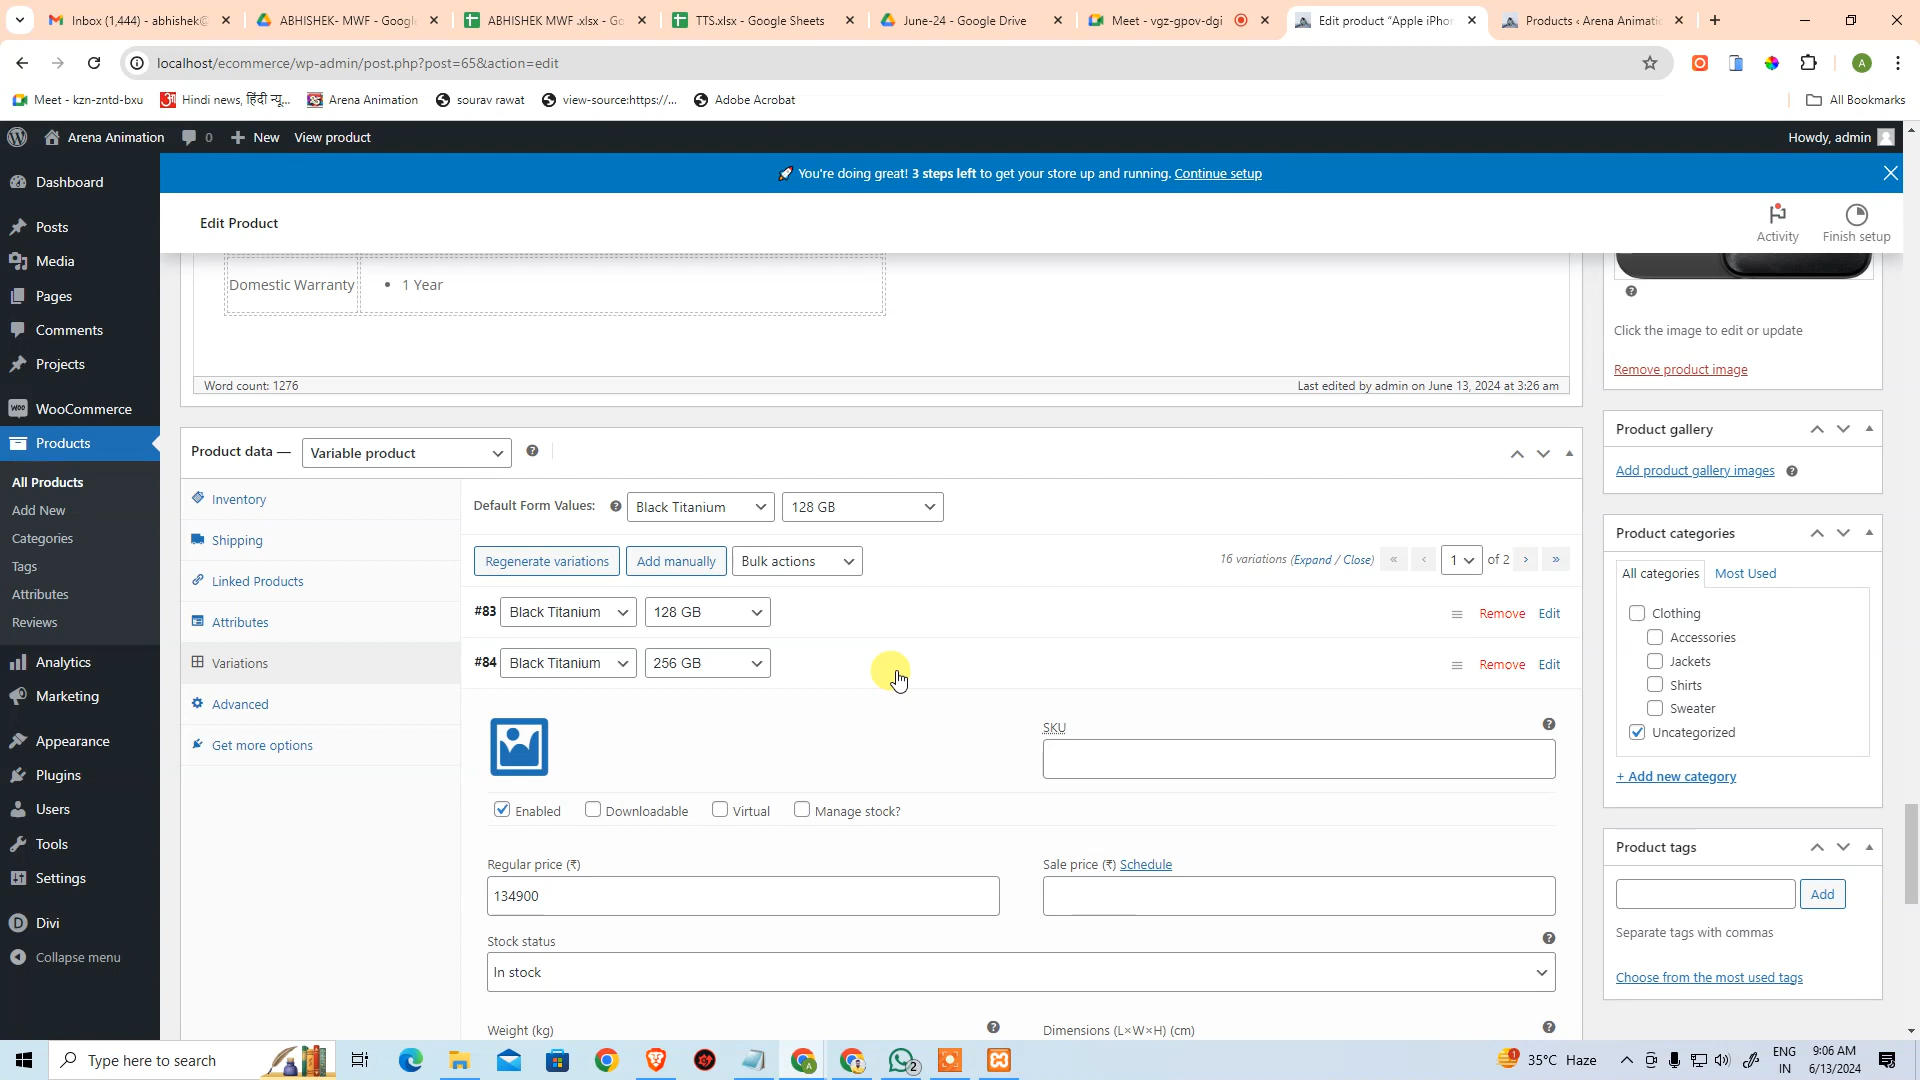 Inbox (1,444) - abhishek@
ABHISHEK- MWF - Google
ABHISHEK MWF .xlsx - Go
TTS.xlsx - Google Sheets
June-24 - Google Drive
Meet - vgz-gpov-dgi
Edit product “Apple iPho
Products ‹ Arena Animatio
localhost/ecommerce/wp-admin/post.php?post=65&action=edit
Meet - kzn-zntd-bxu
Hindi news, हिंदी न्यू...
Arena Animation
sourav rawat
view-source:https://...
Adobe Acrobat
All Bookmarks
Arena Animation
0
New
View product
Howdy, admin
🚀 You're doing great! 3 steps left to get your store up and running. Continue setup
Edit Product
Activity
Finish setup
Dashboard
Posts
Media
Pages
Comments
Projects
WooCommerce
Products
All Products
Add New
Categories
Tags
Attributes
Reviews
Analytics
Marketing
Appearance
Plugins
Users
Tools
Settings
Divi
Collapse menu
Domestic Warranty
• 1 Year
Word count: 1276
Last edited by admin on June 13, 2024 at 3:26 am
Product data —
Variable product
Inventory
Shipping
Linked Products
Attributes
Variations
Advanced
Get more options
Default Form Values:
Black Titanium
128 GB
Regenerate variations
Add manually
Bulk actions
16 variations (Expand / Close)
«
‹
1
of 2
›
»
#83
Black Titanium
128 GB
Remove
Edit
#84
Black Titanium
256 GB
Remove
Edit
SKU
Enabled
Downloadable
Virtual
Manage stock?
Regular price (₹)
134900
Sale price (₹) Schedule
Stock status
In stock
Weight (kg)
Dimensions (L×W×H) (cm)
Click the image to edit or update
Remove product image
Product gallery
Add product gallery images
Product categories
All categories
Most Used
Clothing
Accessories
Jackets
Shirts
Sweater
Uncategorized
+ Add new category
Product tags
Add
Separate tags with commas
Choose from the most used tags
Type here to search
2
1
35°C Haze
ENG
IN
9:06 AM
6/13/2024